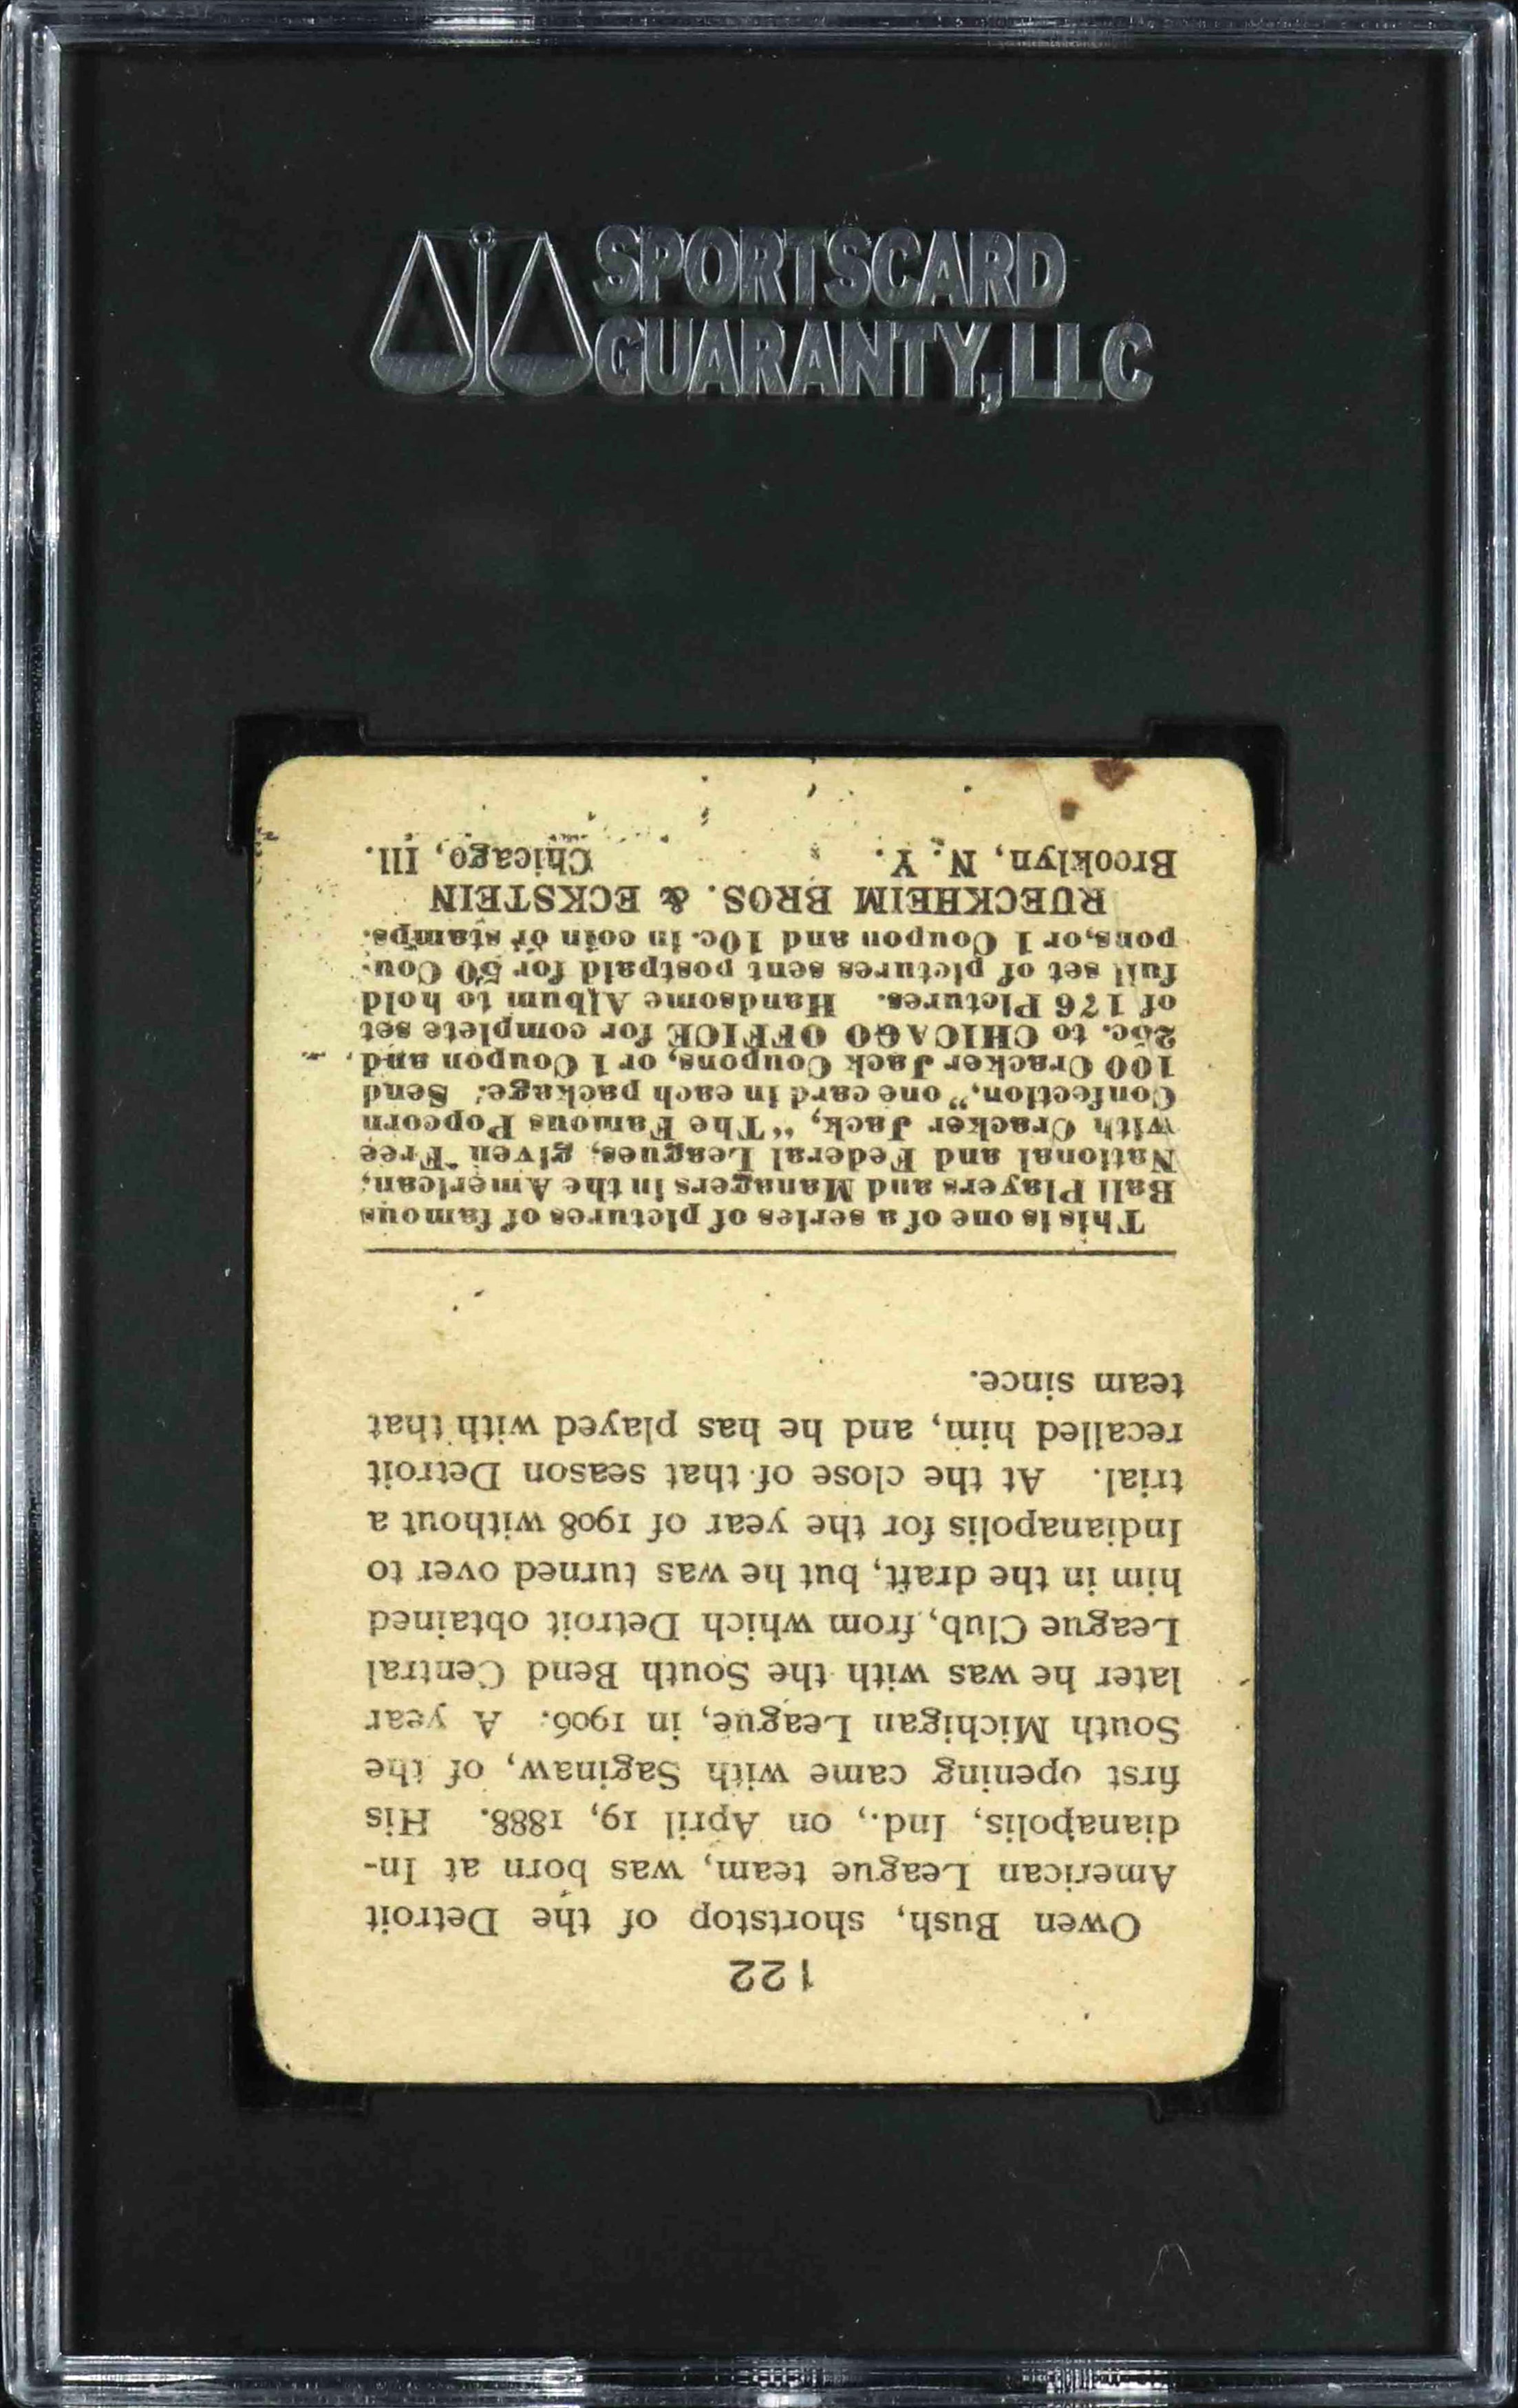 SPORTSCARD
GUARANTY, LLC
122
Owen Bush, shortstop of the Detroit
American League team, was born at In-
dianapolis, Ind., on April 19, 1888. His
first opening came with Saginaw, of the
South Michigan League, in 1906. A year
later he was with the South Bend Central
League Club, from which Detroit obtained
him in the draft, but he was turned over to
Indianapolis for the year of 1908 without a
trial. At the close of that season Detroit
recalled him, and he has played with that
team since.
This is one of a series of pictures of famous
Ball Players and Managers in the American,
National and Federal Leagues, given Free
with Cracker Jack, "The Famous Popcorn
Confection," one card in each package. Send
100 Cracker Jack Coupons, or 1 Coupon and
25c. to CHICAGO OFFICE for complete set
of 176 Pictures. Handsome Album to hold
full set of pictures sent postpaid for 50 Cou-
pons, or 1 Coupon and 10c. in coin or stamps.
RUECKHEIM BROS. & ECKSTEIN
Brooklyn, N. Y. Chicago, Ill.